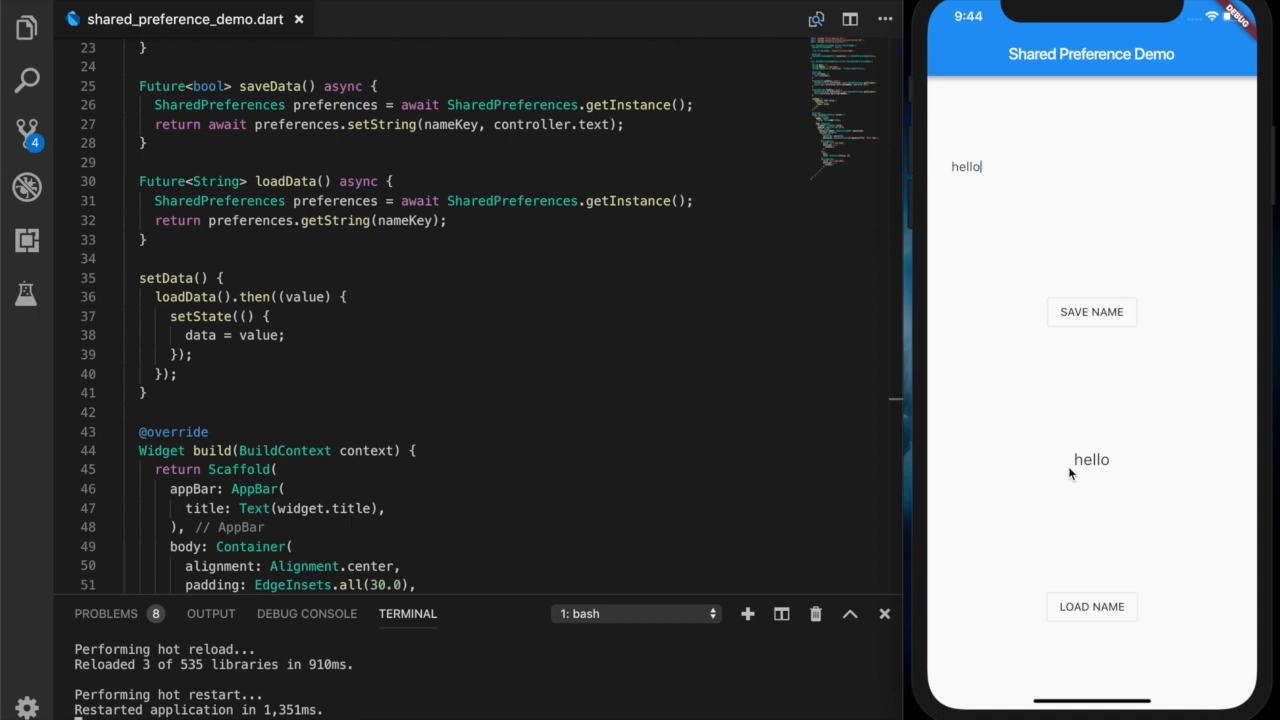 shared_preference_demo.dart
23 }
24
25 Future<bool> saveData() async {
26 SharedPreferences preferences = await SharedPreferences.getInstance();
27 return await preferences.setString(nameKey, controller.text);
28 }
29
30 Future<String> loadData() async {
31 SharedPreferences preferences = await SharedPreferences.getInstance();
32 return preferences.getString(nameKey);
33 }
34
35 setData() {
36 loadData().then((value) {
37 setState(() {
38 data = value;
39 });
40 });
41 }
42
43 @override
44 Widget build(BuildContext context) {
45 return Scaffold(
46 appBar: AppBar(
47 title: Text(widget.title),
48 ), // AppBar
49 body: Container(
50 alignment: Alignment.center,
51 padding: EdgeInsets.all(30.0),
4
PROBLEMS 8 OUTPUT DEBUG CONSOLE TERMINAL 1: bash
Performing hot reload...
Reloaded 3 of 535 libraries in 910ms.
Performing hot restart...
Restarted application in 1,351ms.
9:44
DEBUG
Shared Preference Demo
hello
SAVE NAME
hello
LOAD NAME